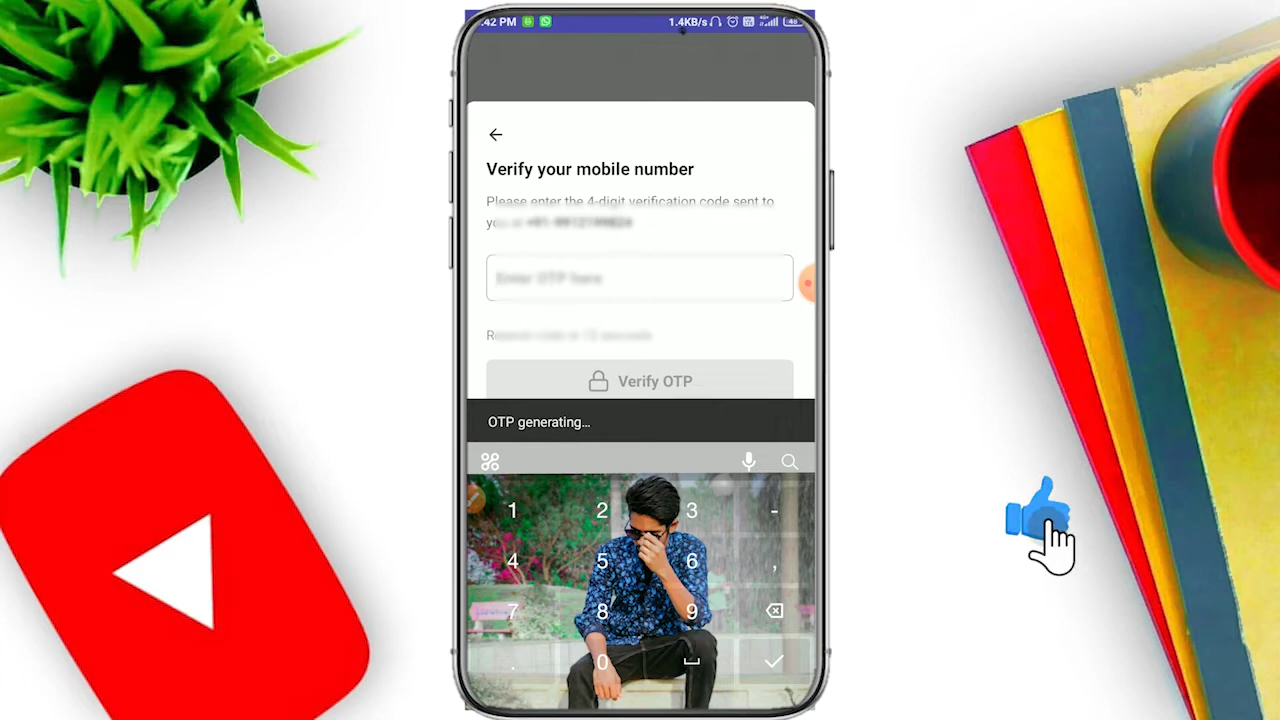 :42 PM
1.4KB/s
Verify your mobile number
Please enter the 4-digit verification code sent to
Verify OTP
OTP generating…
1 2 3 -
4 5 6 ,
7 8 9
. 0